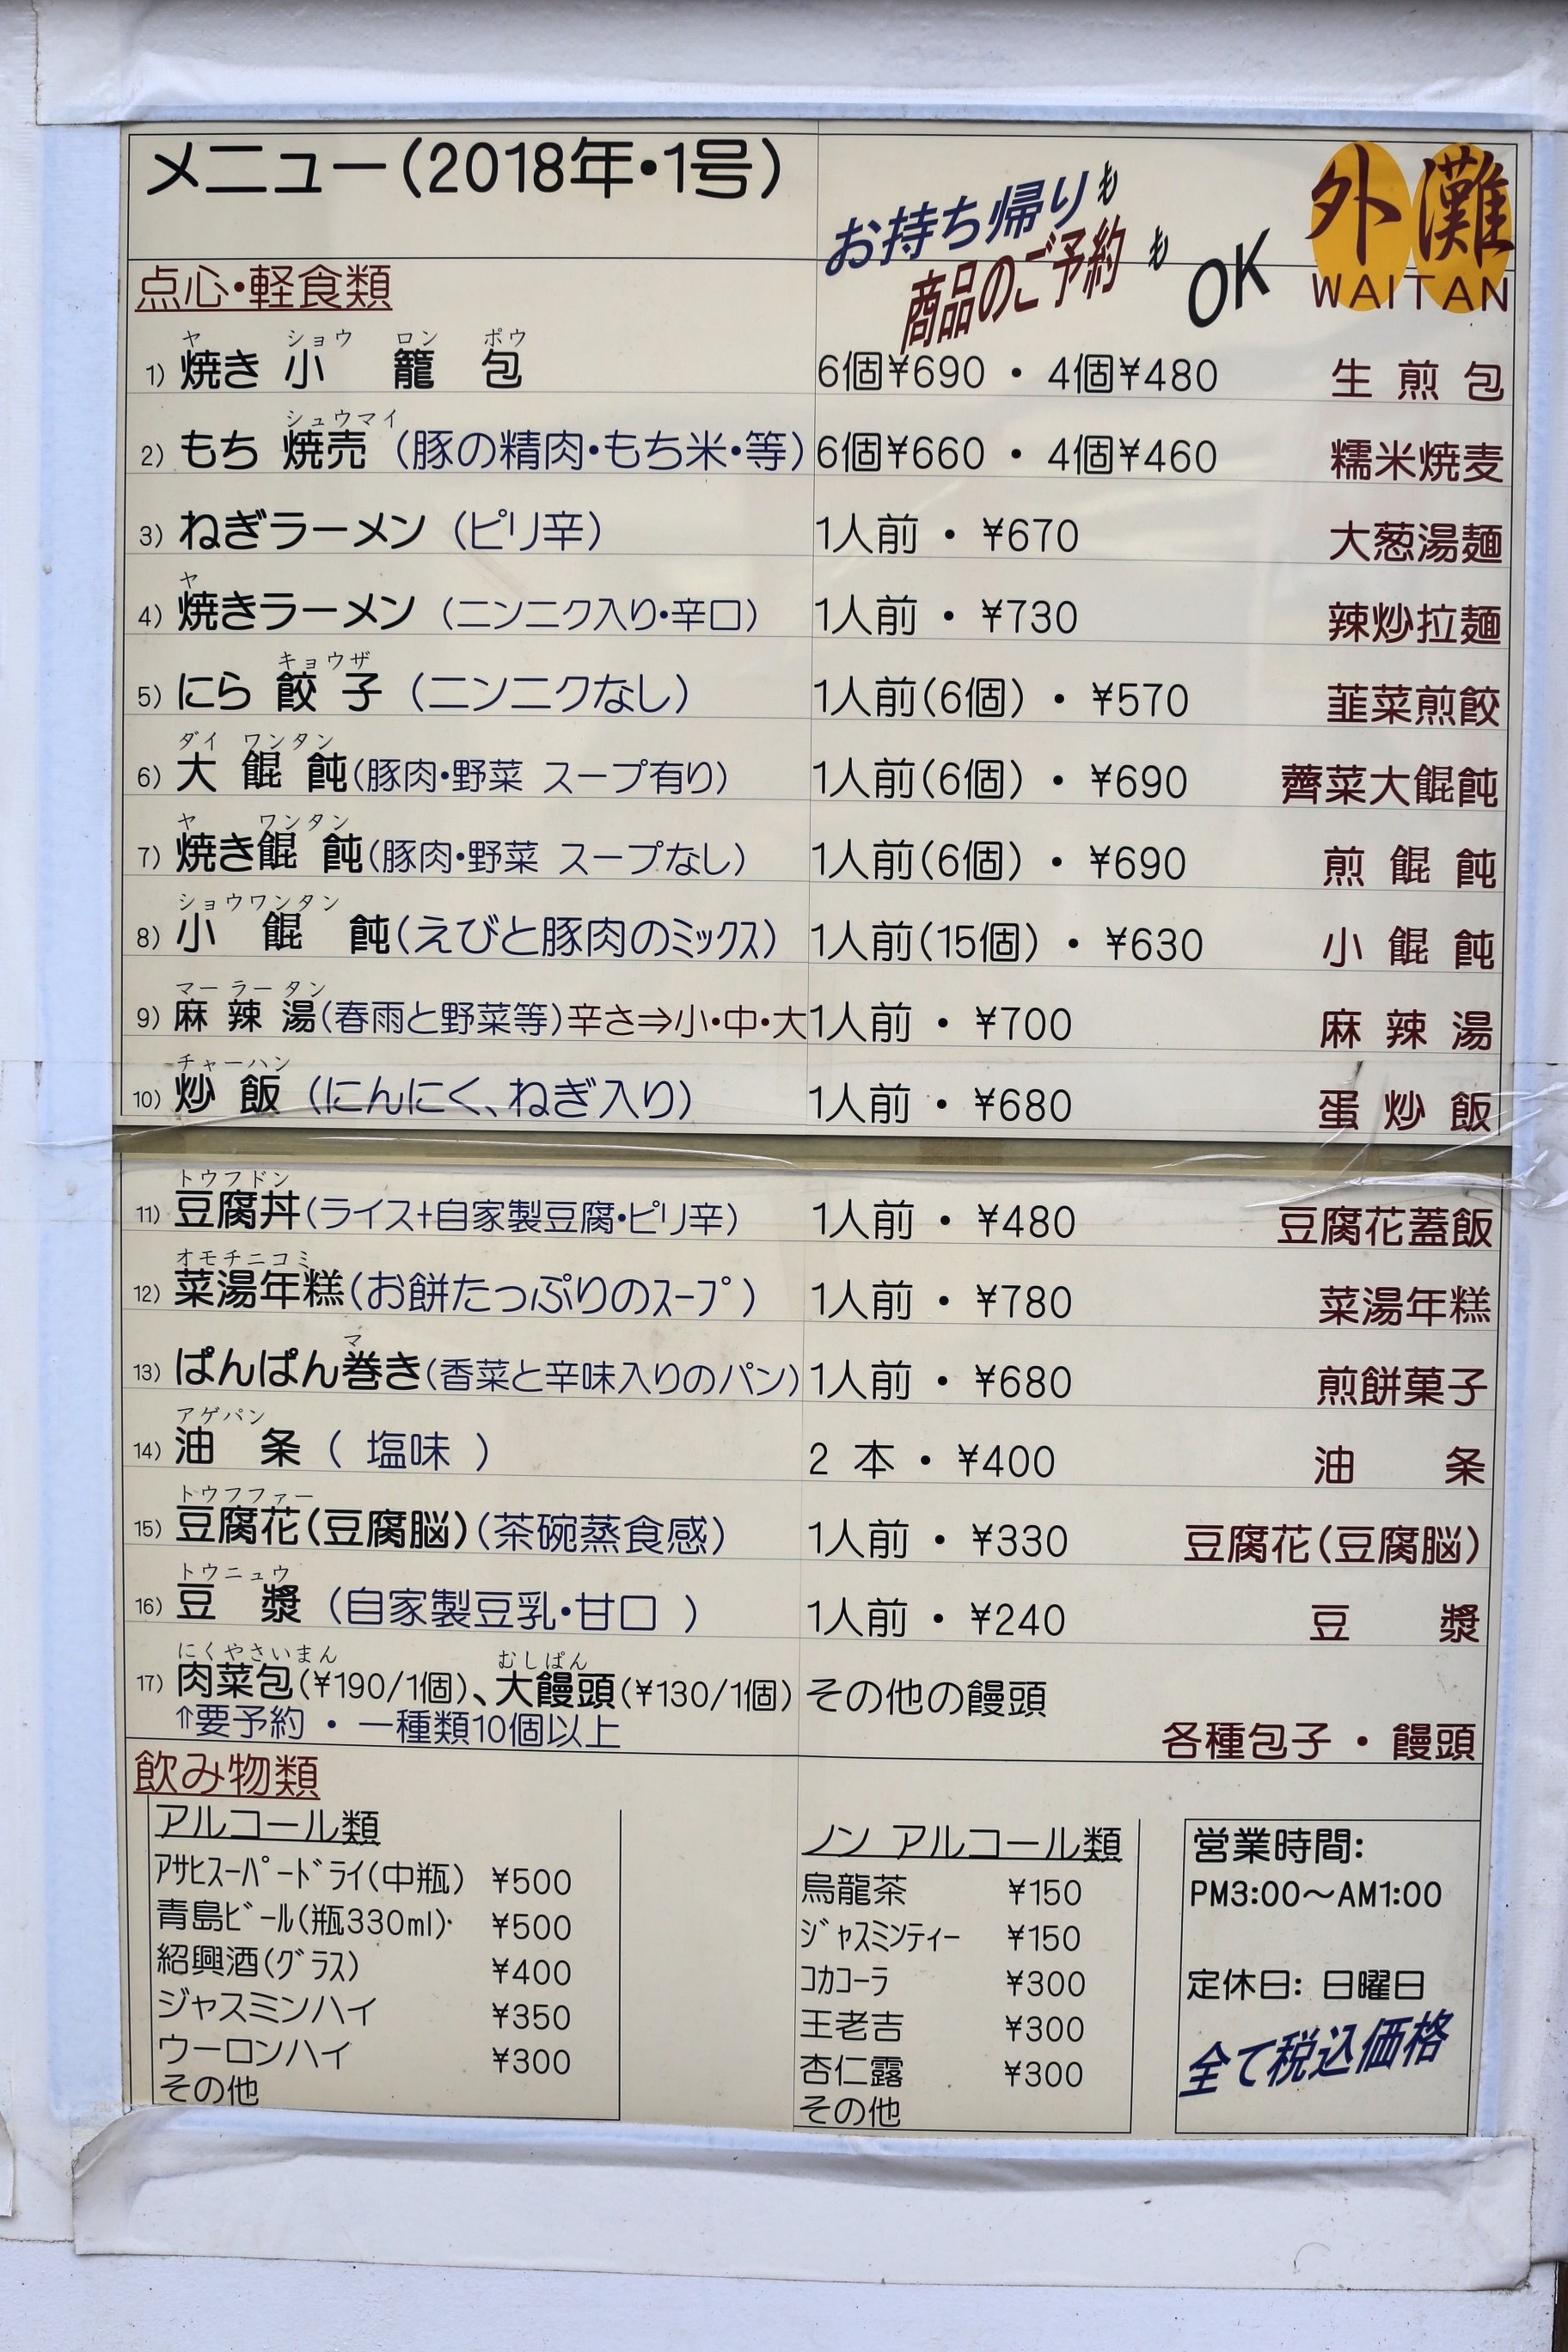 メニュー(2018年・1号)
お持ち帰りも
商品のご予約も OK
外灘
WAITAN
点心・軽食類
ヤ ショウ ロン ポウ
1) 焼き 小 籠 包 6個¥690 ・ 4個¥480 生煎包
シュウマイ
2) もち 焼売 (豚の精肉・もち米・等) 6個¥660 ・ 4個¥460 糯米焼麦
3) ねぎラーメン (ピリ辛) 1人前 ・ ¥670 大葱湯麺
ヤ
4) 焼きラーメン (ニンニク入り・辛口) 1人前 ・ ¥730 辣炒拉麺
キョウザ
5) にら 餃 子 (ニンニクなし) 1人前(6個) ・ ¥570 韮菜煎餃
ダイ ワンタン
6) 大 餛 飩(豚肉・野菜 スープ有り) 1人前(6個) ・ ¥690 薺菜大餛飩
ヤ ワンタン
7) 焼き餛 飩(豚肉・野菜 スープなし) 1人前(6個) ・ ¥690 煎餛飩
ショウワンタン
8) 小 餛 飩(えびと豚肉のミックス) 1人前(15個) ・ ¥630 小餛飩
マー ラー タン
9) 麻 辣 湯(春雨と野菜等)辛さ⇒小・中・大 1人前 ・ ¥700 麻辣湯
チャーハン
10) 炒 飯 (にんにく、ねぎ入り) 1人前 ・ ¥680 蛋炒飯
トウフドン
11) 豆腐丼(ライス+自家製豆腐・ピリ辛) 1人前 ・ ¥480 豆腐花蓋飯
オモチニコミ
12) 菜湯年糕(お餅たっぷりのスープ) 1人前 ・ ¥780 菜湯年糕
マ
13) ぱんぱん巻き(香菜と辛味入りのパン) 1人前 ・ ¥680 煎餅菓子
アゲパン
14) 油 条 ( 塩味 ) 2 本 ・ ¥400 油 条
トウフファー
15) 豆腐花(豆腐脳)(茶碗蒸食感) 1人前 ・ ¥330 豆腐花(豆腐脳)
トウニュウ
16) 豆 漿 (自家製豆乳・甘口 ) 1人前 ・ ¥240 豆 漿
にくやさいまん むしぱん
17) 肉菜包(¥190/1個)、大饅頭(¥130/1個) その他の饅頭
⇑要予約 ・ 一種類10個以上 各種包子 ・ 饅頭
飲み物類
アルコール類
アサヒスーパードライ(中瓶) ¥500
青島ビール(瓶330ml)・ ¥500
紹興酒(グラス) ¥400
ジャスミンハイ ¥350
ウーロンハイ ¥300
その他
ノン アルコール類
烏龍茶 ¥150
ジャスミンティー ¥150
コカコーラ ¥300
王老吉 ¥300
杏仁露 ¥300
その他
営業時間:
PM3:00～AM1:00
定休日: 日曜日
全て税込価格